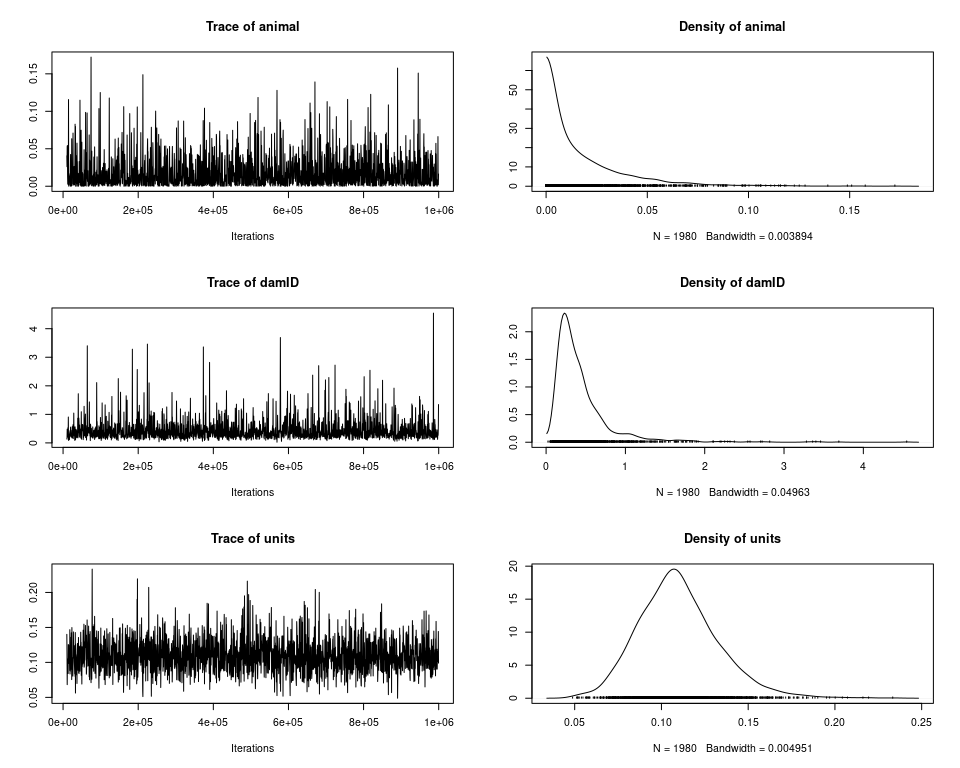 Trace of animal
0.15
0.10
0.05
0.00
0e+00 2e+05 4e+05 6e+05 8e+05 1e+06
Iterations
Density of animal
50
30
10
0
0.00 0.05 0.10 0.15
N = 1980 Bandwidth = 0.003894
Trace of damID
4
3
2
1
0
0e+00 2e+05 4e+05 6e+05 8e+05 1e+06
Iterations
Density of damID
2.0
1.5
1.0
0.5
0.0
0 1 2 3 4
N = 1980 Bandwidth = 0.04963
Trace of units
0.20
0.15
0.10
0.05
0e+00 2e+05 4e+05 6e+05 8e+05 1e+06
Iterations
Density of units
20
15
10
5
0
0.05 0.10 0.15 0.20 0.25
N = 1980 Bandwidth = 0.004951